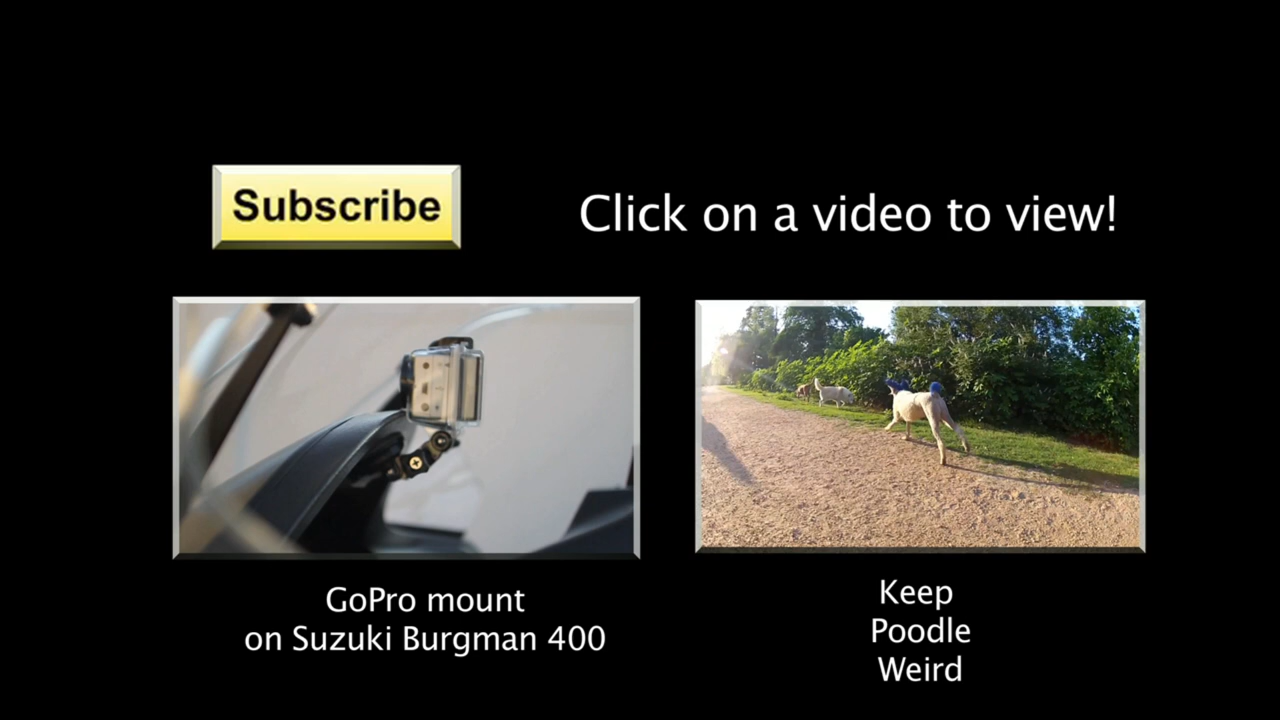 Subscribe
Click on a video to view!
GoPro mount
on Suzuki Burgman 400
Keep
Poodle
Weird